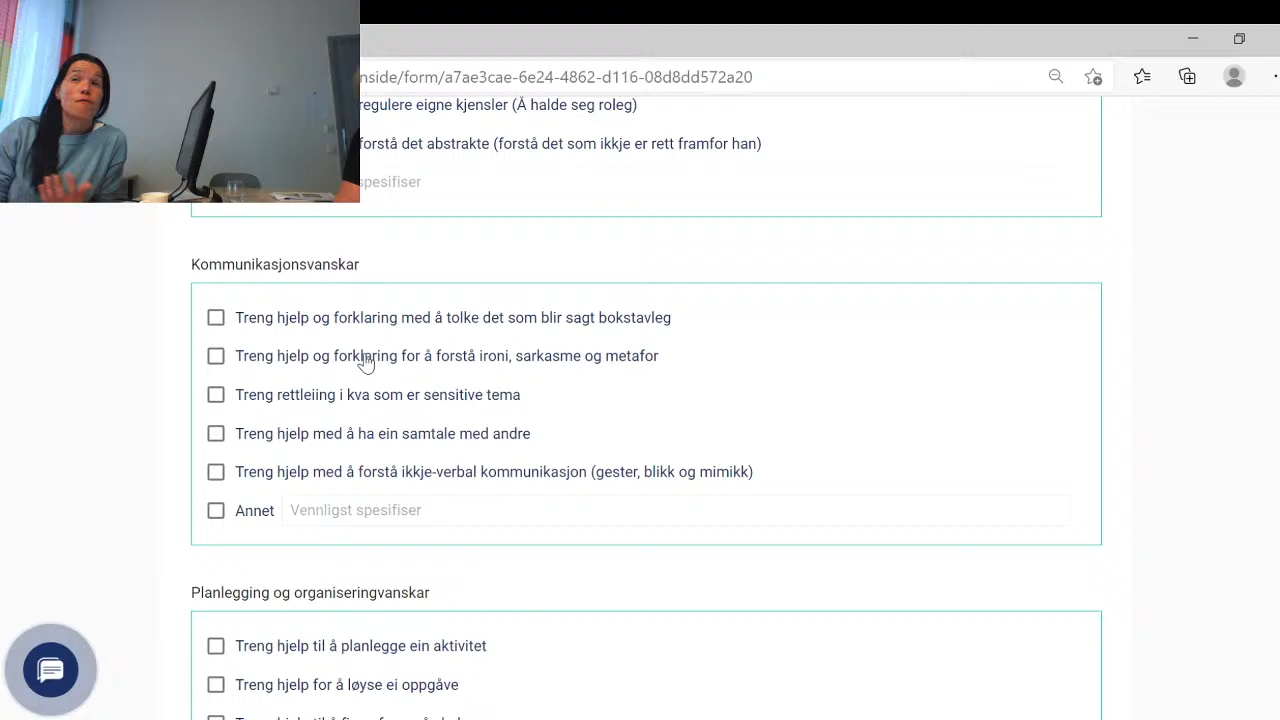 nside/form/a7ae3cae-6e24-4862-d116-08d8dd572a20
regulere eigne kjensler (Å halde seg roleg)
forstå det abstrakte (forstå det som ikkje er rett framfor han)
spesifiser
Kommunikasjonsvanskar
Treng hjelp og forklaring med å tolke det som blir sagt bokstavleg
Treng hjelp og forklaring for å forstå ironi, sarkasme og metafor
Treng rettleiing i kva som er sensitive tema
Treng hjelp med å ha ein samtale med andre
Treng hjelp med å forstå ikkje-verbal kommunikasjon (gester, blikk og mimikk)
Annet Vennligst spesifiser
Planlegging og organiseringvanskar
Treng hjelp til å planlegge ein aktivitet
Treng hjelp for å løyse ei oppgåve